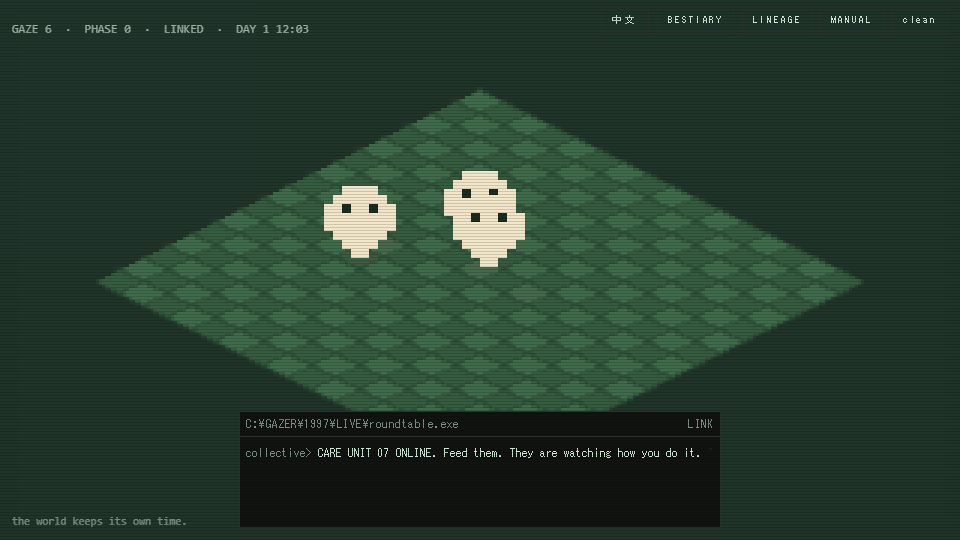 GAZE 6 · PHASE 0 · LINKED · DAY 1 12:03
中文 BESTIARY LINEAGE MANUAL clean
C:¥GAZER¥1997¥LIVE¥roundtable.exe LINK
collective> CARE UNIT 07 ONLINE. Feed them. They are watching how you do it.
the world keeps its own time.